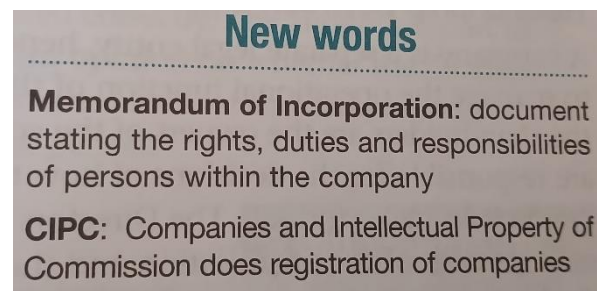 New words
Memorandum of Incorporation: document
stating the rights, duties and responsibilities
of persons within the company
CIPC: Companies and Intellectual Property of
Commission does registration of companies